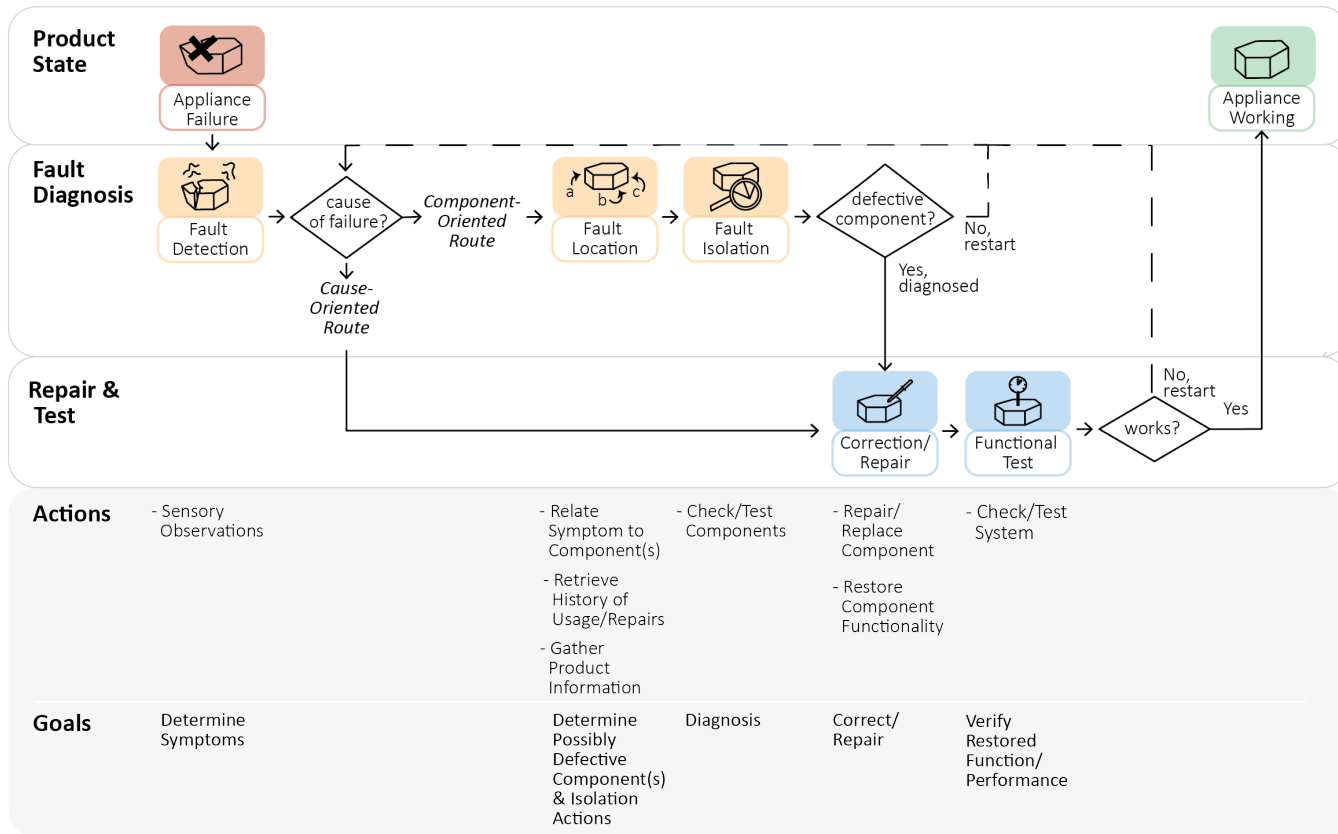 Product
State
Appliance
Failure
Appliance
Working
Fault
Diagnosis
Fault
Detection
cause
of failure?
Component-
Oriented
Route
a
b
c
Fault
Location
Fault
Isolation
defective
component?
No,
restart
Yes,
diagnosed
Cause-
Oriented
Route
Repair &
Test
Correction/
Repair
Functional
Test
works?
No,
restart
Yes
Actions
- Sensory
Observations
- Relate
Symptom to
Component(s)
- Retrieve
History of
Usage/Repairs
- Gather
Product
Information
- Check/Test
Components
- Repair/
Replace
Component
- Restore
Component
Functionality
- Check/Test
System
Goals
Determine
Symptoms
Determine
Possibly
Defective
Component(s)
& Isolation
Actions
Diagnosis
Correct/
Repair
Verify
Restored
Function/
Performance